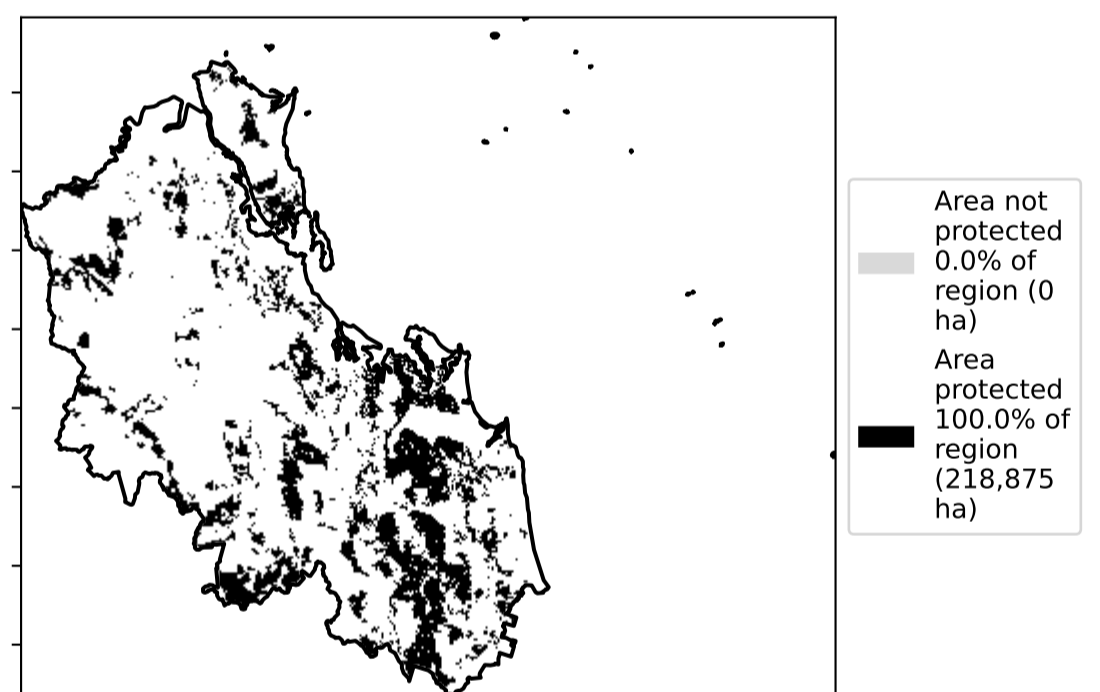 Area not
protected
0.0% of
region (0
ha)
Area
protected
100.0% of
region
(218,875
ha)